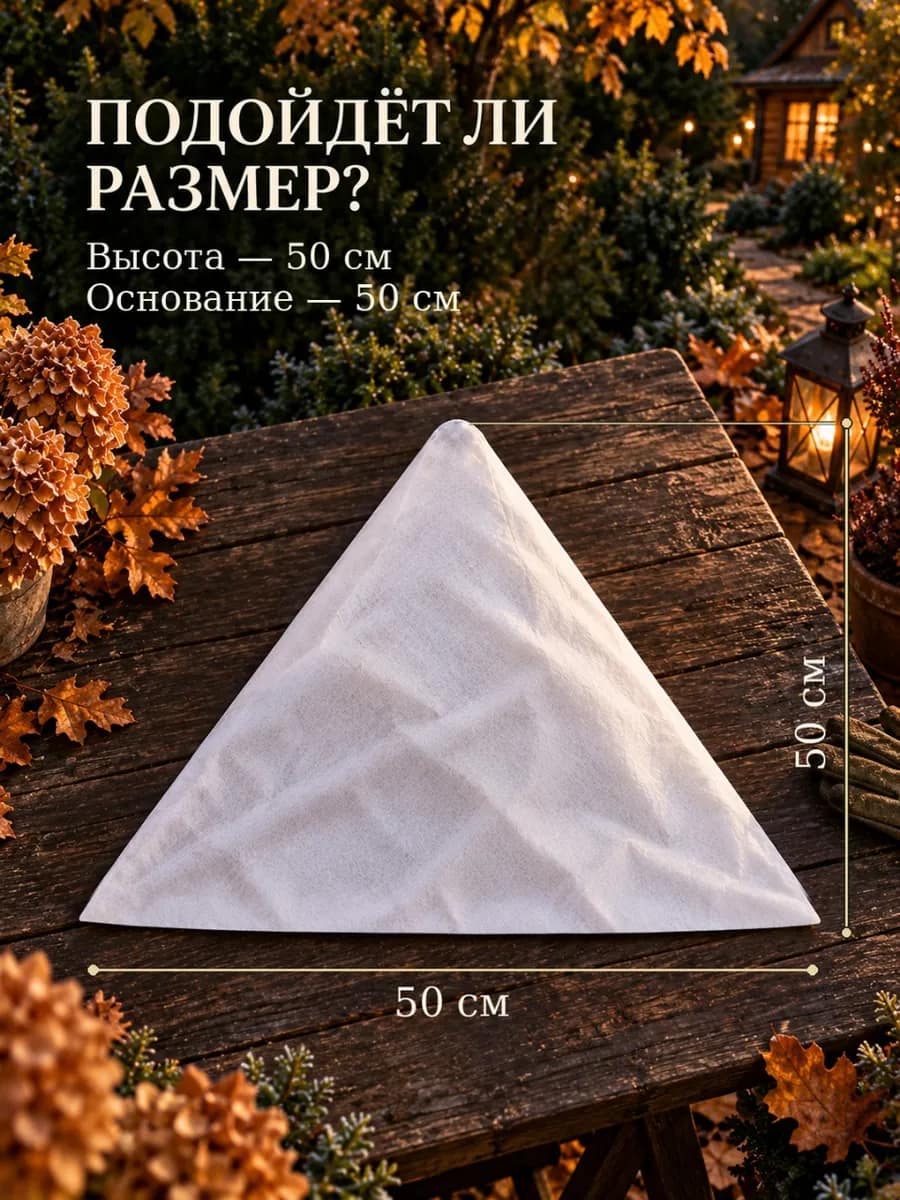 ПОДОЙДЁТ ЛИ
РАЗМЕР?
Высота — 50 см
Основание — 50 см
50 см
50 см